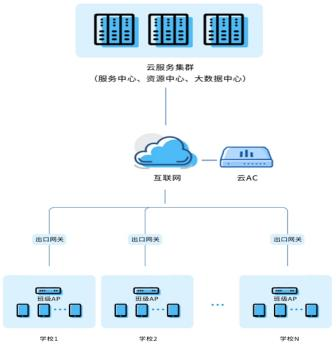 云服务集群
(服务中心、资源中心、大数据中心)
互联网
云AC
出口网关
出口网关
出口网关
班级AP
班级AP
班级AP
...
学校1
学校2
学校N